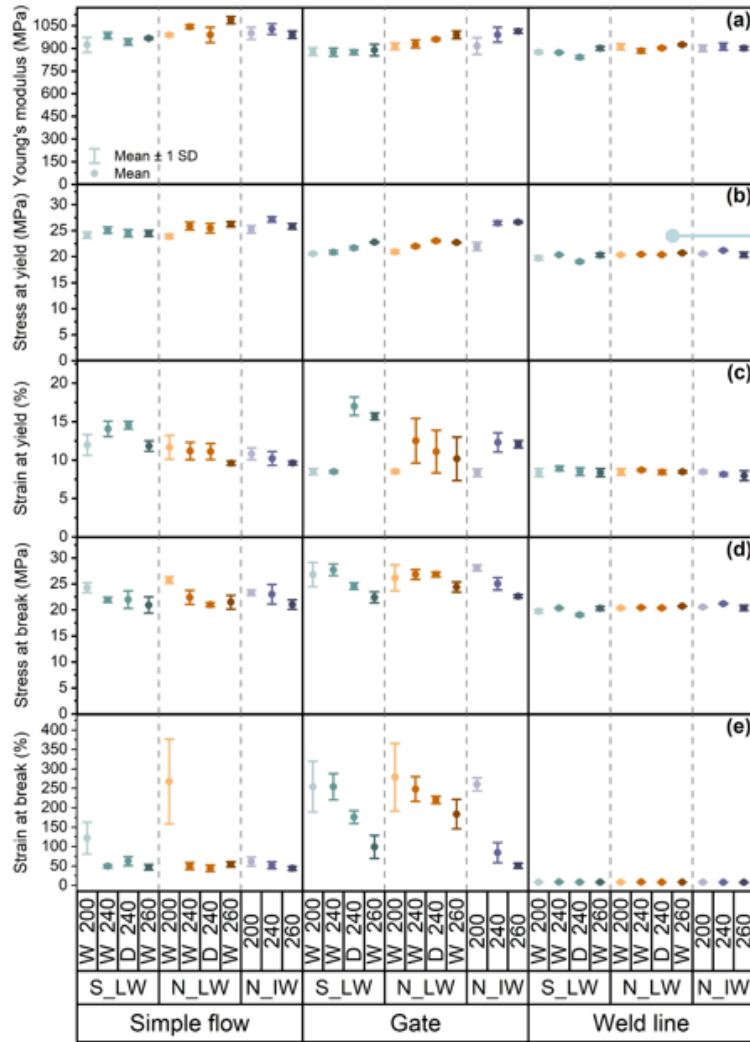 Young's modulus (MPa)
1050
900
750
600
450
300
150
0
(a)
Mean ± 1 SD
Mean
Stress at yield (MPa)
30
25
20
15
10
5
0
(b)
Strain at yield (%)
20
15
10
5
0
(c)
Stress at break (MPa)
30
25
20
15
10
5
0
(d)
Strain at break (%)
400
350
300
250
200
150
100
50
0
(e)
W 200 W 240 D 240 W 260 W 200 W 240 D 240 W 260 200 240 260 W 200 W 240 D 240 W 260 W 200 W 240 D 240 W 260 200 240 260 W 200 W 240 D 240 W 260 W 200 W 240 D 240 W 260 200 240 260
S_LW N_LW N_IW S_LW N_LW N_IW S_LW N_LW N_IW
Simple flow Gate Weld line